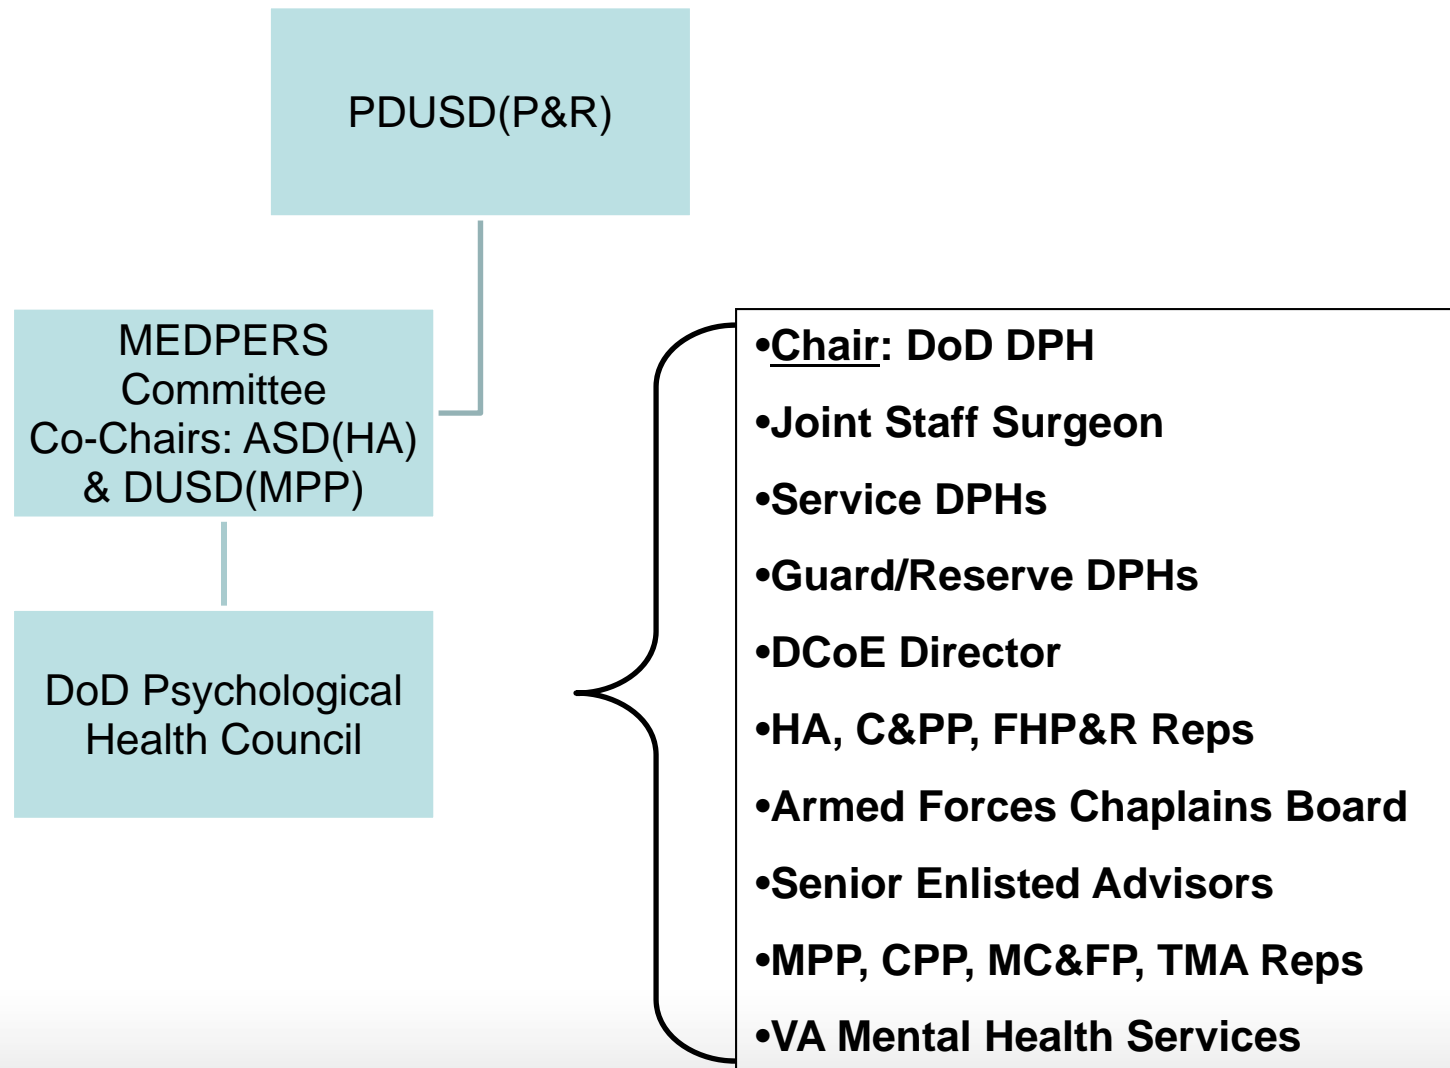 PDUSD(P&R)
MEDPERS
Committee
Co-Chairs: ASD(HA)
& DUSD(MPP)
DoD Psychological
Health Council
•Chair: DoD DPH
•Joint Staff Surgeon
•Service DPHs
•Guard/Reserve DPHs
•DCoE Director
•HA, C&PP, FHP&R Reps
•Armed Forces Chaplains Board
•Senior Enlisted Advisors
•MPP, CPP, MC&FP, TMA Reps
•VA Mental Health Services